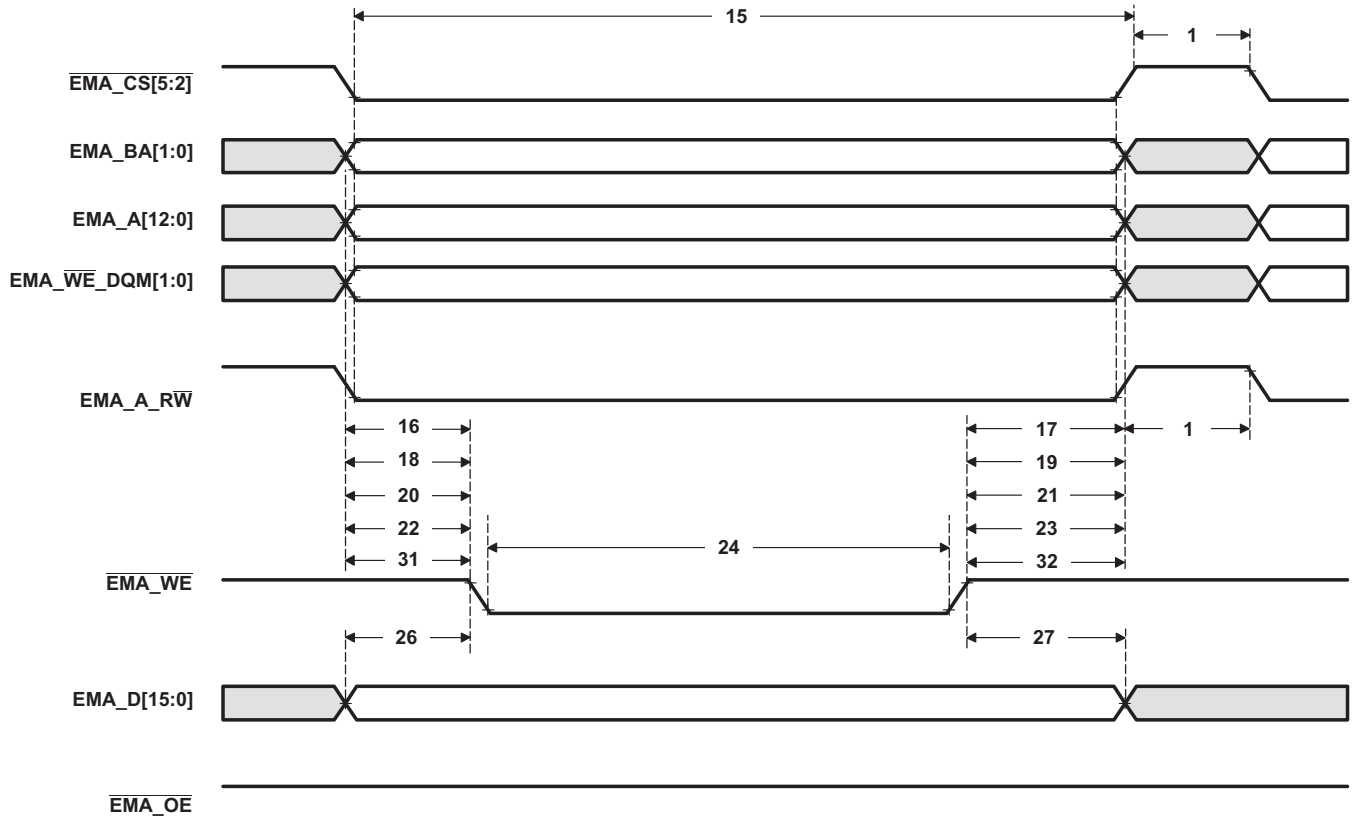 15
1
EMA_CS[5:2]
EMA_BA[1:0]
EMA_A[12:0]
EMA_WE_DQM[1:0]
EMA_A_RW
16 17 1
18 19
20 21
22 23
24
31 32
EMA_WE
26 27
EMA_D[15:0]
EMA_OE